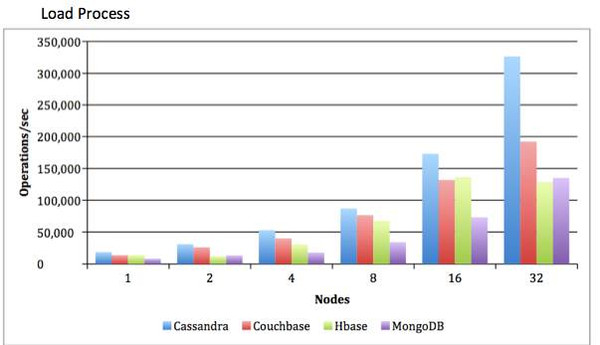 Load Process
350,000
300,000
250,000
200,000
150,000
100,000
50,000
0
Operations/sec
1 2 4 8 16 32
Nodes
Cassandra Couchbase Hbase MongoDB